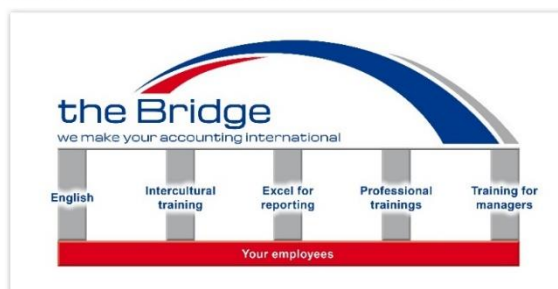 the Bridge
we make your accounting international
English
Intercultural
training
Excel for
reporting
Professional
trainings
Training for
managers
Your employees